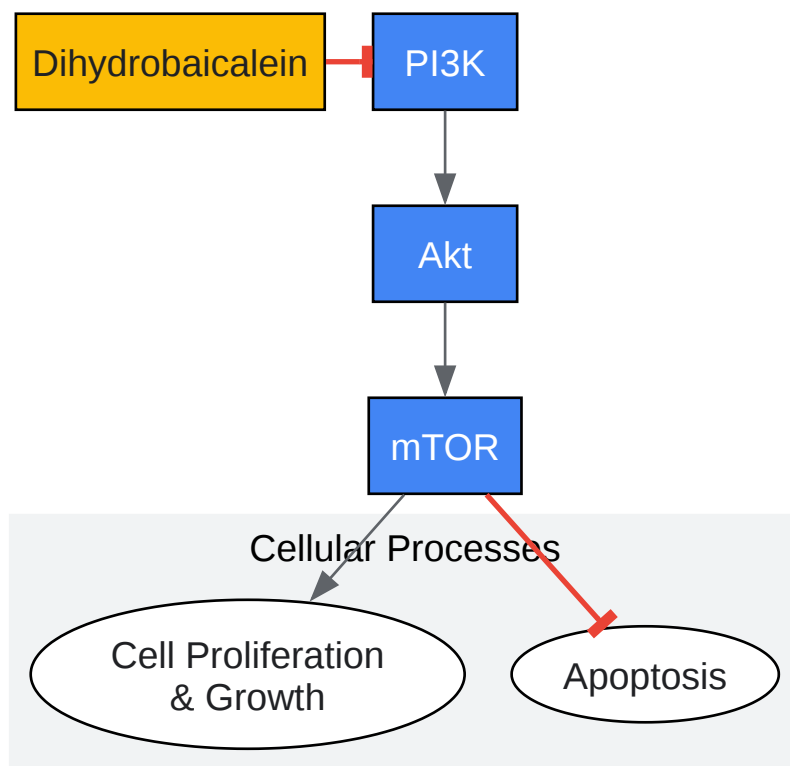 Dihydrobaicalein
PI3K
Akt
mTOR
Cellular Processes
Cell Proliferation
& Growth
Apoptosis